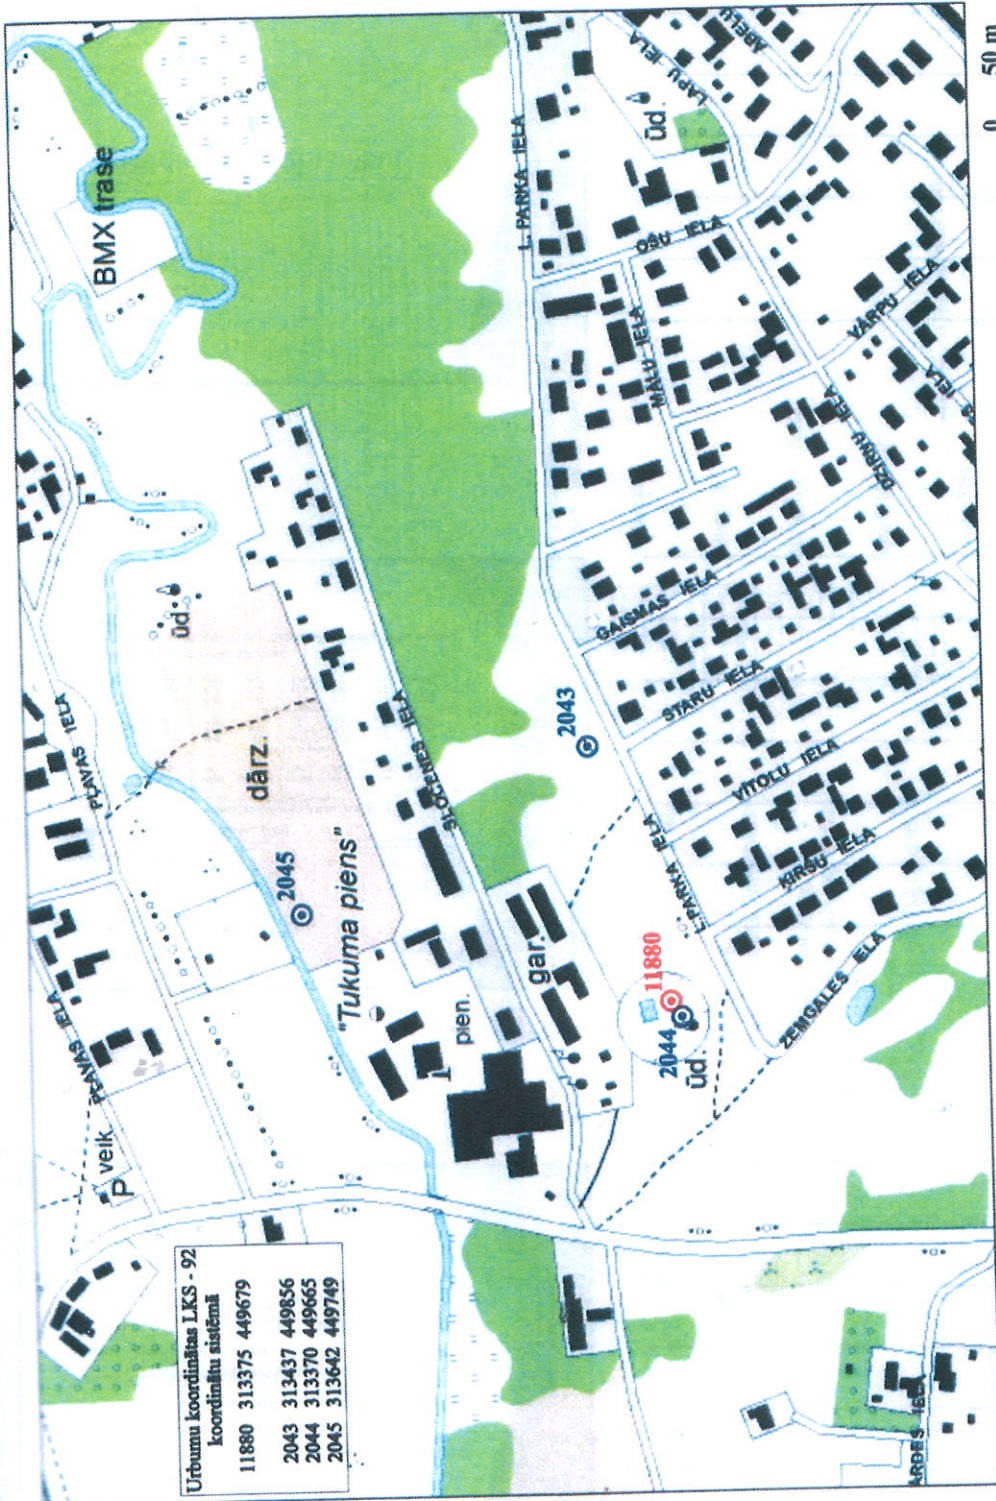 BMX trase
ūd.
dārz.
"Tukuma piens"
pien.
gar.
ūd.
ūd.
P veik.
PĻAVAS IELA
PĻAVAS IELA
SLOCENES IELA
L. PARKA IELA
L. PARKA IELA
LAPU IELA
OŠU IELA
MALU IELA
VĀRPU IELA
IELA
GAISMAS IELA
STARU IELA
VĪTOLU IELA
ĶIRŠU IELA
ZEMGALES IELA
2045
2043
2044
11880
Urbumu koordinātas LKS - 92
koordinātu sistēmā
11880 313375 449679
2043 313437 449856
2044 313370 449665
2045 313642 449749
0 50 m